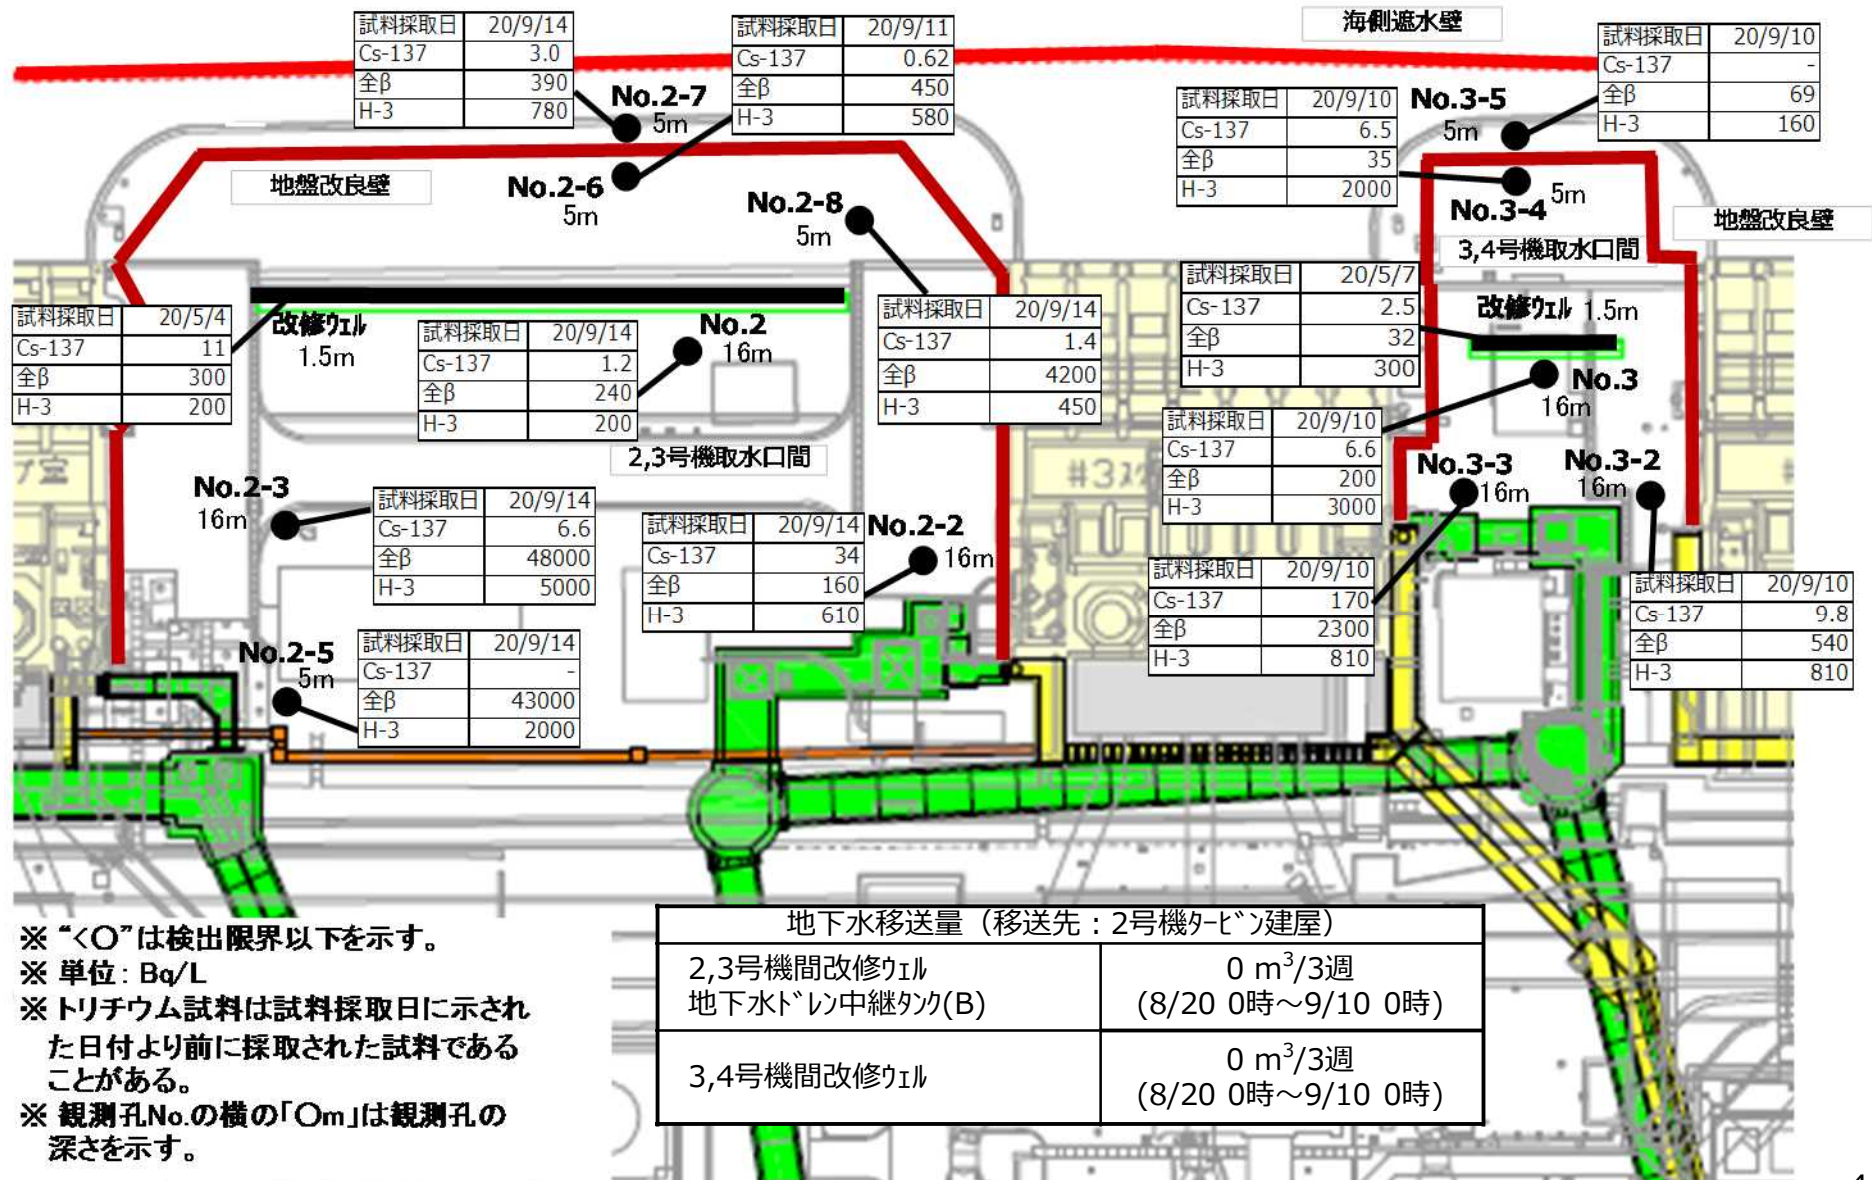 海側遮水壁
試料採取日 20/9/14
Cs-137 3.0
全β 390
H-3 780
No.2-7
5m
試料採取日 20/9/11
Cs-137 0.62
全β 450
H-3 580
No.2-6
5m
地盤改良壁
No.2-8
5m
試料採取日 20/9/14
Cs-137 1.4
全β 4200
H-3 450
試料採取日 20/5/4
Cs-137 11
全β 300
H-3 200
改修ウェル
1.5m
試料採取日 20/9/14
Cs-137 1.2
全β 240
H-3 200
No.2
16m
2,3号機取水口間
No.2-3
16m
試料採取日 20/9/14
Cs-137 6.6
全β 48000
H-3 5000
試料採取日 20/9/14
Cs-137 34
全β 160
H-3 610
No.2-2
16m
No.2-5
5m
試料採取日 20/9/14
Cs-137 -
全β 43000
H-3 2000
試料採取日 20/9/10
Cs-137 -
全β 69
H-3 160
No.3-5
5m
試料採取日 20/9/10
Cs-137 6.5
全β 35
H-3 2000
No.3-4
5m
地盤改良壁
3,4号機取水口間
試料採取日 20/5/7
Cs-137 2.5
全β 32
H-3 300
改修ウェル 1.5m
No.3
16m
試料採取日 20/9/10
Cs-137 6.6
全β 200
H-3 3000
No.3-3
16m
No.3-2
16m
試料採取日 20/9/10
Cs-137 170
全β 2300
H-3 810
試料採取日 20/9/10
Cs-137 9.8
全β 540
H-3 810
※ “<○”は検出限界以下を示す。
※ 単位：Bq/L
※ トリチウム試料は試料採取日に示され
た日付より前に採取された試料である
ことがある。
※ 観測孔No.の横の「○m」は観測孔の
深さを示す。
地下水移送量（移送先：2号機ﾀｰﾋﾞﾝ建屋）
2,3号機間改修ｳｪﾙ 0 m³/3週
地下水ﾄﾞﾚﾝ中継ﾀﾝｸ(B) (8/20 0時～9/10 0時)
3,4号機間改修ｳｪﾙ 0 m³/3週
(8/20 0時～9/10 0時)